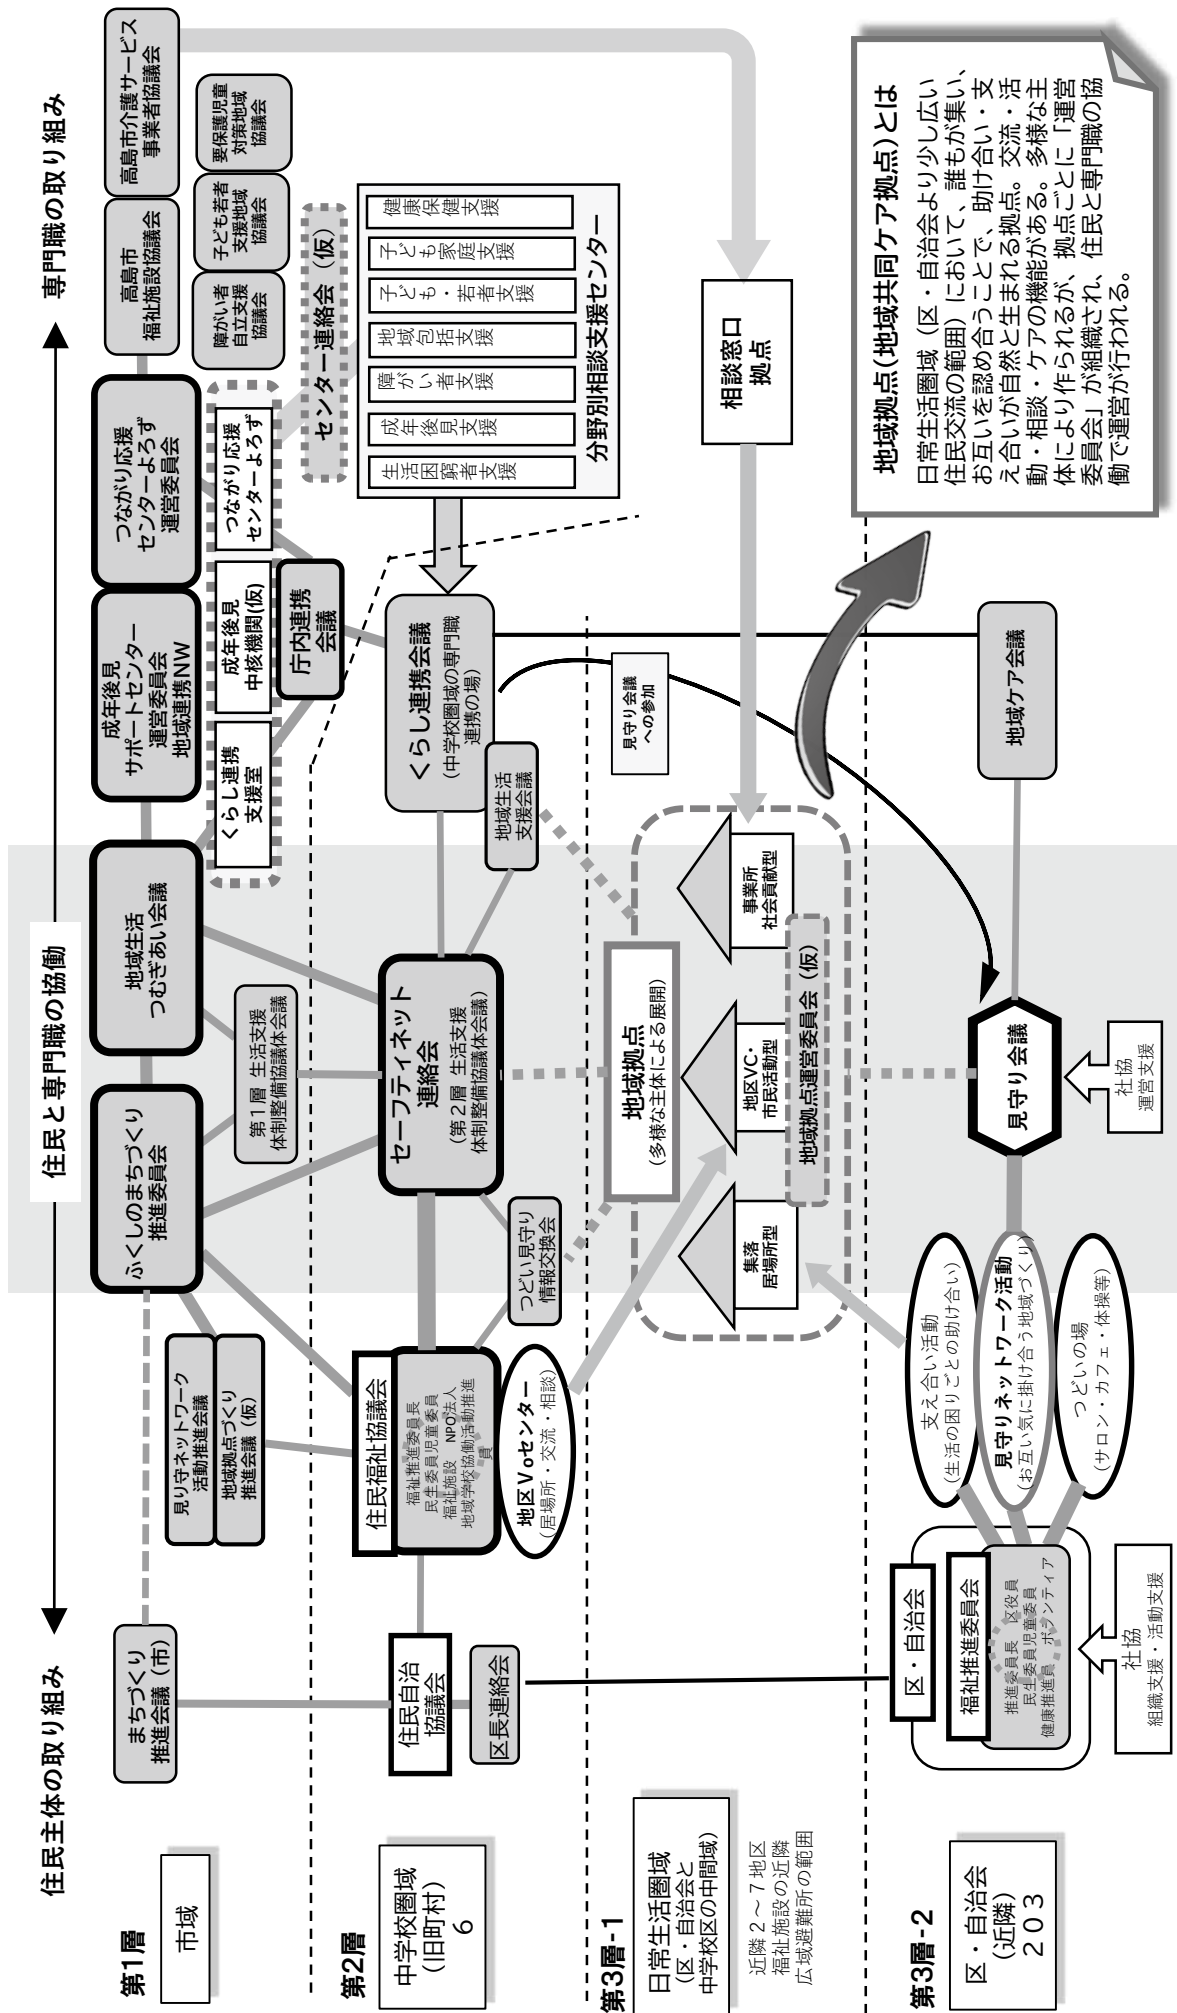 住民主体の取り組み
住民と専門職の協働
専門職の取り組み
第1層
市域
まちづくり
推進会議（市）
見り守ネットワーク
活動推進会議
地域拠点づくり
推進会議（仮）
ふくしのまちづくり
推進委員会
地域生活
つむぎあい会議
第１層 生活支援
体制整備協議体会議
成年後見
サポートセンター
運営委員会
地域連携NW
つながり応援
センターよろず
運営委員会
高島市
福祉施設協議会
高島市介護サービス
事業者協議会
障がい者
自立支援
協議会
子ども若者
支援地域
協議会
要保護児童
対策地域
協議会
くらし連携
支援室
成年後見
中核機関(仮)
つながり応援
センターよろず
庁内連携
会議
センター連絡会（仮）
第2層
中学校圏域
（旧町村）
６
住民自治
協議会
区長連絡会
住民福祉協議会
福祉推進委員長
民生委員児童委員
福祉施設　NPO法人
地域学校協働活動推進
員
地区Ｖoセンター
（居場所・交流・相談）
セーフティネット
連絡会
（第２層 生活支援
体制整備協議体会議）
つどい見守り
情報交換会
くらし連携会議
（中学校圏域の専門職
連携の場）
地域生活
支援会議
生活困窮者支援
成年後見支援
障がい者支援
地域包括支援
子ども・若者支援
子ども家庭支援
健康保健支援
分野別相談支援センター
第3層-1
日常生活圏域
（区・自治会と
中学校区の中間域）
近隣２～７地区
福祉施設の近隣
広域避難所の範囲
地域拠点
（多様な主体による展開）
集落
居場所型
地区VC・
市民活動型
事業所
社会貢献型
地域拠点運営委員会（仮）
見守り会議
への参加
相談窓口
拠点
第3層-2
区・自治会
（近隣）
２０３
区・自治会
福祉推進委員会
推進委員長　区役員
民生委員児童委員
健康推進員　ボランティア
社協
組織支援・活動支援
支え合い活動
（生活の困りごとの助け合い）
見守りネットワーク活動
（お互い気に掛け合う地域づくり）
つどいの場
（サロン・カフェ・体操等）
見守り会議
社協
運営支援
地域ケア会議
地域拠点(地域共同ケア拠点)とは
日常生活圏域（区・自治会より少し広い
住民交流の範囲）において、誰もが集い、
お互いを認め合うことで、助け合い・支
え合いが自然と生まれる拠点。交流・活
動・相談・ケアの機能がある。多様な主
体により作られるが、拠点ごとに「運営
委員会」が組織され、住民と専門職の協
働で運営が行われる。